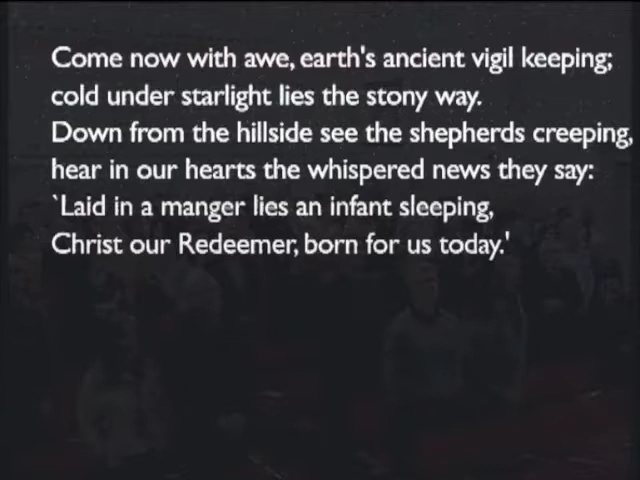 Come now with awe, earth's ancient vigil keeping;
cold under starlight lies the stony way.
Down from the hillside see the shepherds creeping,
hear in our hearts the whispered news they say:
`Laid in a manger lies an infant sleeping,
Christ our Redeemer, born for us today.'